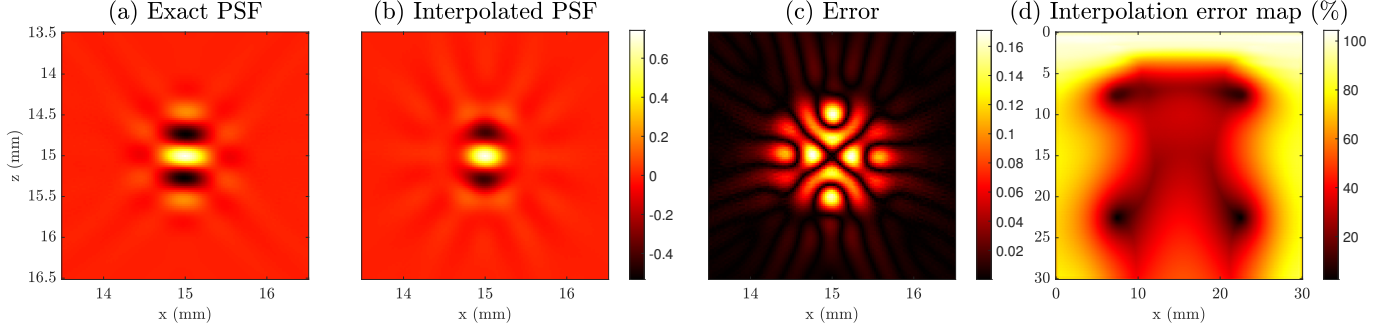 (a) Exact PSF
13.5
14
14.5
15
15.5
16
16.5
z (mm)
14 15 16
x (mm)
(b) Interpolated PSF
14 15 16
x (mm)
0.6
0.4
0.2
0
-0.2
-0.4
(c) Error
14 15 16
x (mm)
0.16
0.14
0.12
0.1
0.08
0.06
0.04
0.02
(d) Interpolation error map (%)
0
5
10
15
20
25
30
0 10 20 30
x (mm)
100
80
60
40
20